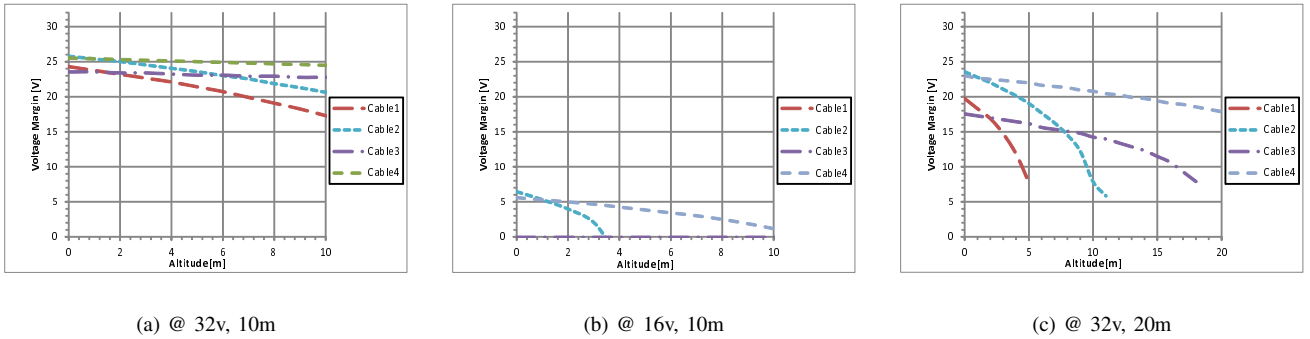 30
25
20
15
10
5
0
Voltage Margin [V]
0 2 4 6 8 10
Altitude[m]
Cable1
Cable2
Cable3
Cable4
(a) @ 32v, 10m
30
25
20
15
10
5
0
Voltage Margin [V]
0 2 4 6 8 10
Altitude[m]
Cable1
Cable2
Cable3
Cable4
(b) @ 16v, 10m
30
25
20
15
10
5
0
Voltage Margin [V]
0 5 10 15 20
Altitude[m]
Cable1
Cable2
Cable3
Cable4
(c) @ 32v, 20m